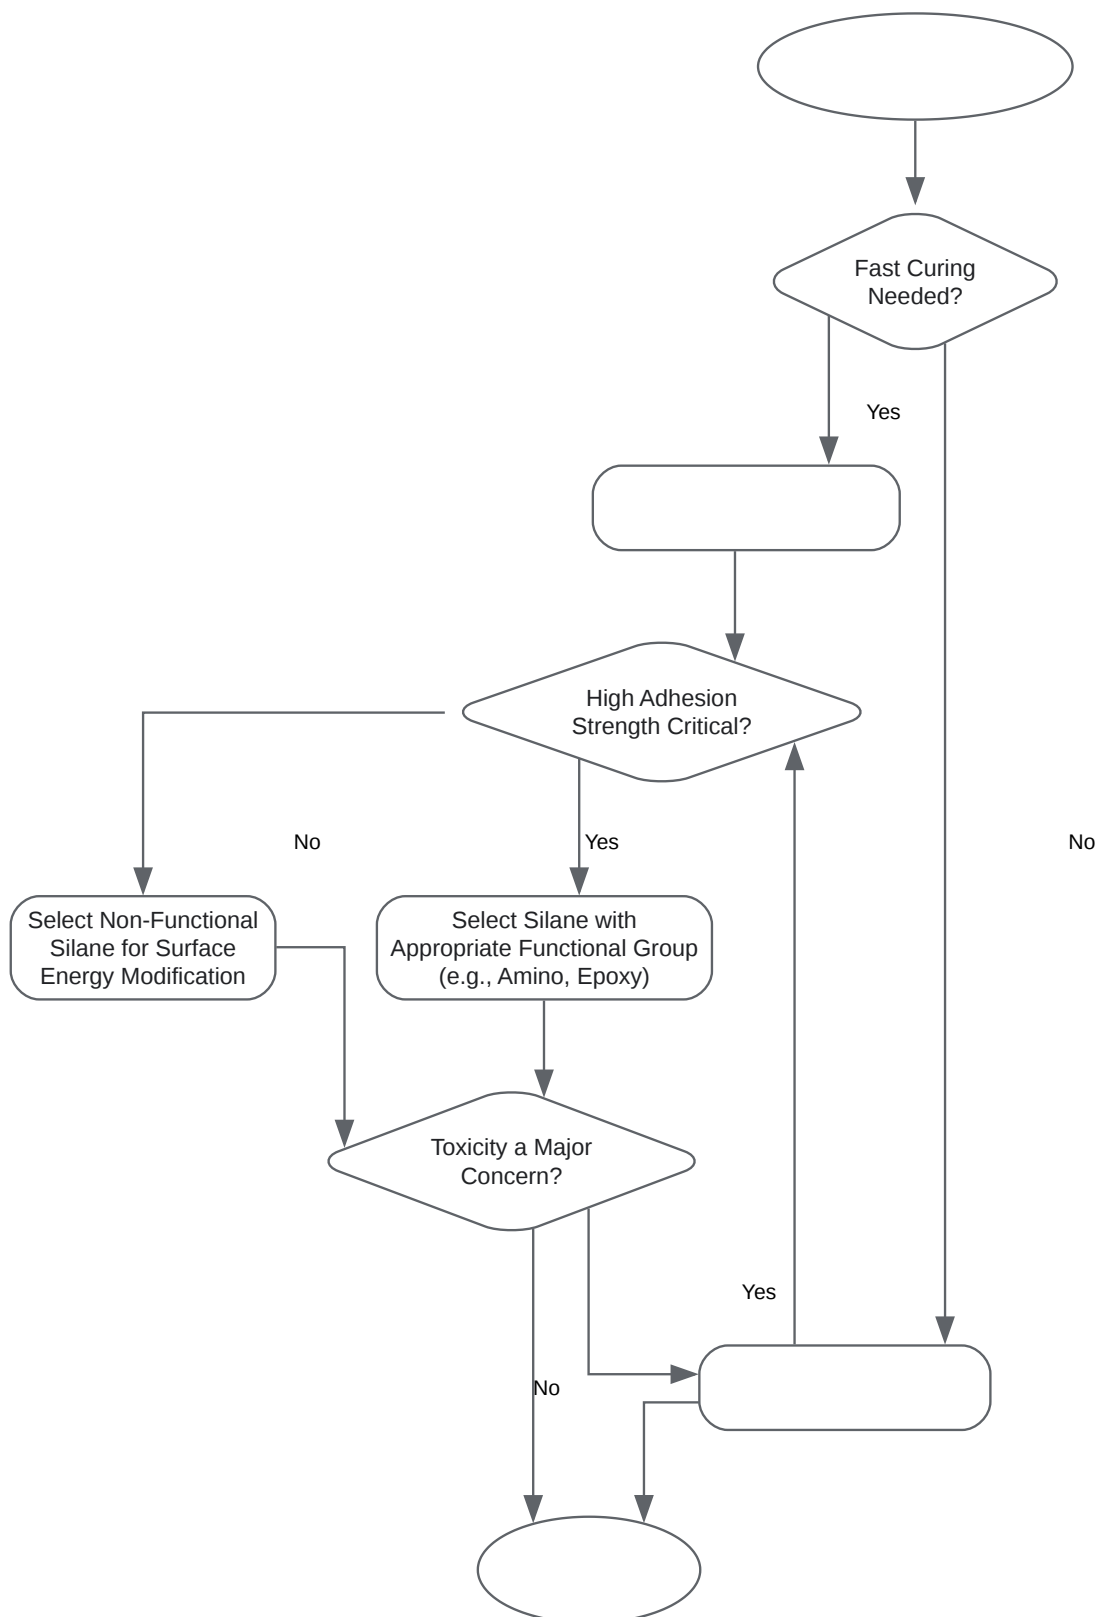 Fast Curing
Needed?
Yes
High Adhesion
Strength Critical?
No
Yes
No
Select Non-Functional
Silane for Surface
Energy Modification
Select Silane with
Appropriate Functional Group
(e.g., Amino, Epoxy)
Toxicity a Major
Concern?
Yes
No